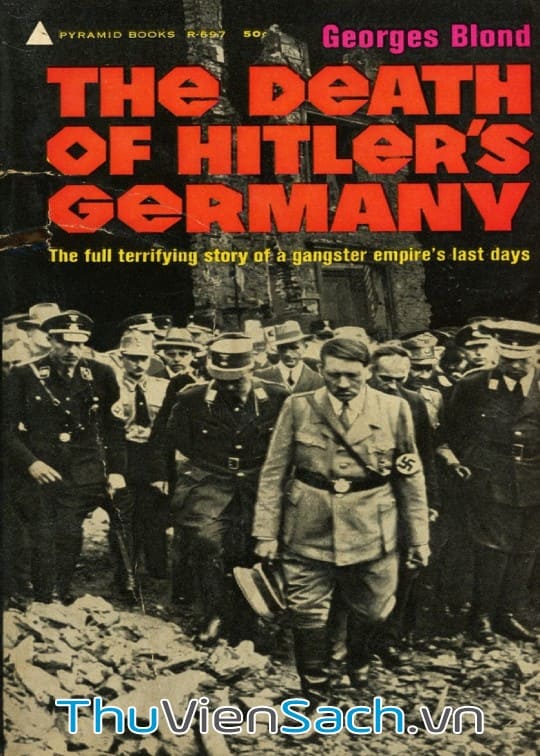 PYRAMID BOOKS R-697 50¢
Georges Blond
THE DEATH
OF HITLER'S
GERMANY
The full terrifying story of a gangster empire's last days
ThuVienSach.vn